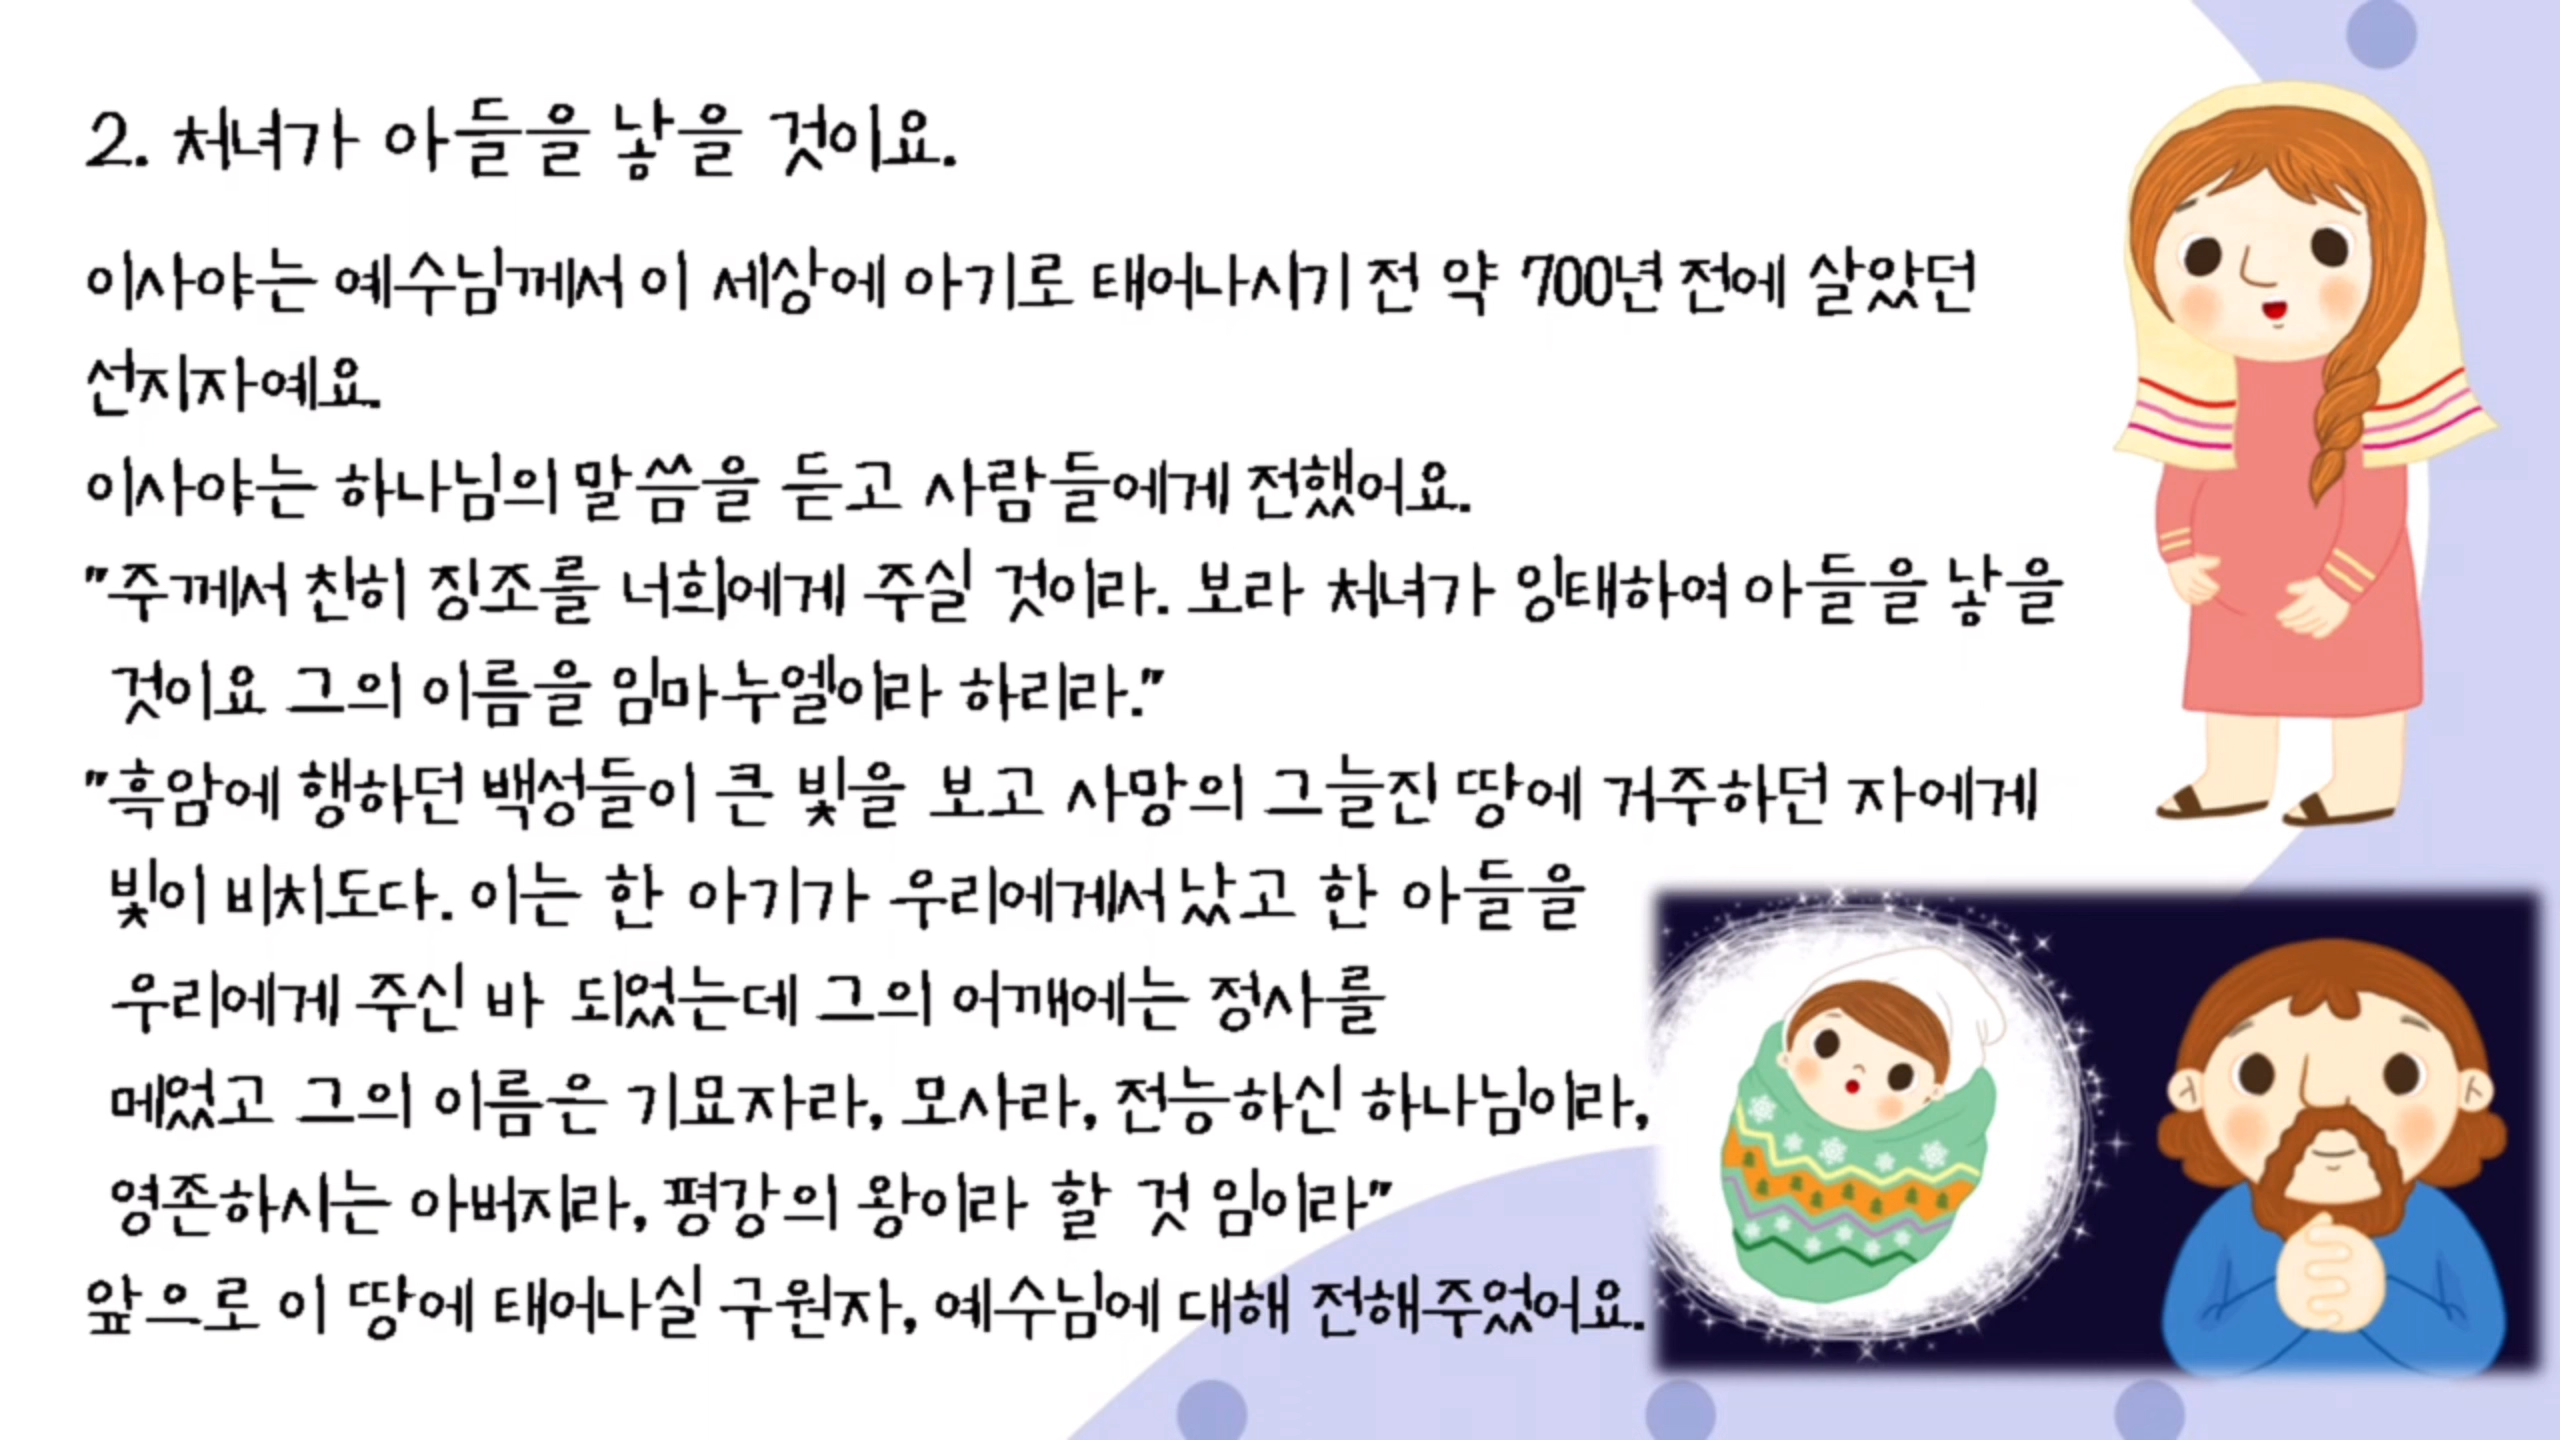 2. 처녀가 아들을 낳을 것이요.
이사야는 예수님께서 이 세상에 아기로 태어나시기 전 약 700년 전에 살았던
선지자예요.
이사야는 하나님의 말씀을 듣고 사람들에게 전했어요.
"주께서 친히 징조를 너희에게 주실 것이라. 보라 처녀가 잉태하여 아들을 낳을
것이요 그의 이름을 임마누엘이라 하리라."
"흑암에 행하던 백성들이 큰 빛을 보고 사망의 그늘진 땅에 거주하던 자에게
빛이 비치도다. 이는 한 아기가 우리에게서 났고 한 아들을
우리에게 주신 바 되었는데 그의 어깨에는 정사를
메었고 그의 이름은 기묘자라, 모사라, 전능하신 하나님이라,
영존하시는 아버지라, 평강의 왕이라 할 것 임이라"
앞으로 이 땅에 태어나실 구원자, 예수님에 대해 전해주었어요.